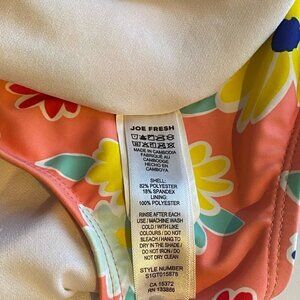 JOE FRESH
MADE IN CAMBODIA
FABRIQUÉ AU
CAMBODGE
HECHO EN
CAMBOYA
SHELL:
82% POLYESTER
18% SPANDEX
LINING:
100% POLYESTER
RINSE AFTER EACH
USE / MACHINE WASH
COLD / WITH LIKE
COLOURS / DO NOT
BLEACH / HANG TO
DRY IN THE SHADE /
DO NOT IRON / DO
NOT DRY CLEAN
STYLE NUMBER
S1GT015878
CA 15372
RN 133886